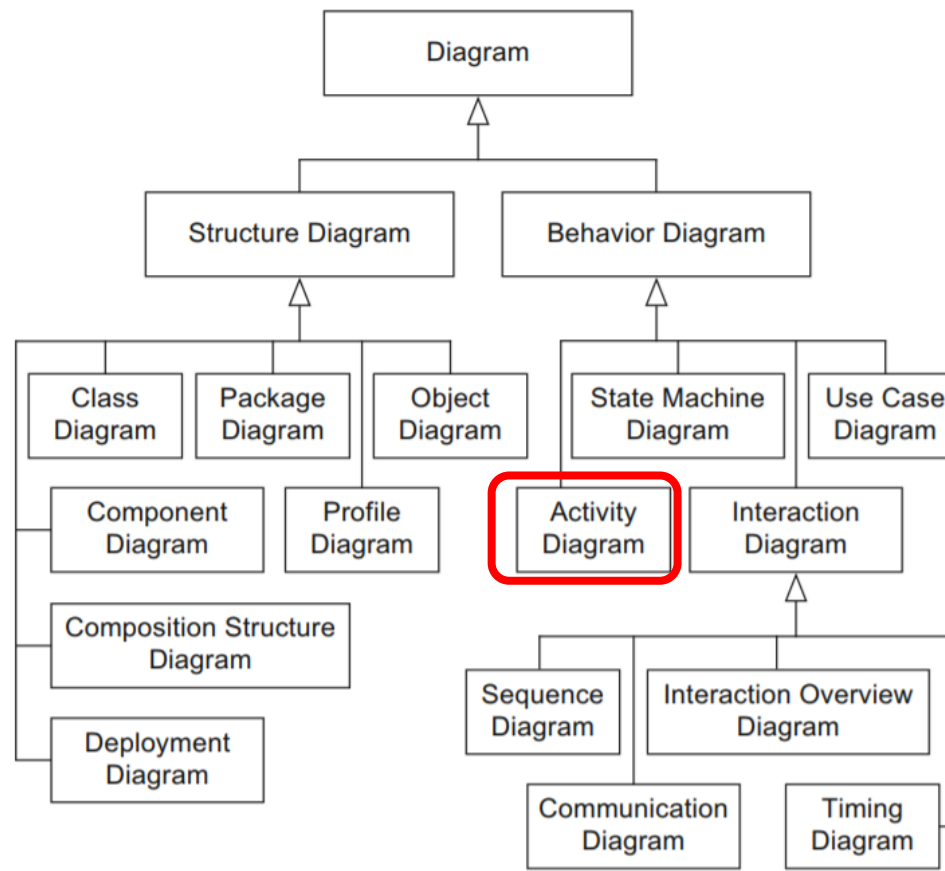 Diagram
Structure Diagram
Behavior Diagram
Class
Diagram
Package
Diagram
Object
Diagram
State Machine
Diagram
Use Case
Diagram
Component
Diagram
Profile
Diagram
Activity
Diagram
Interaction
Diagram
Composition Structure
Diagram
Sequence
Diagram
Interaction Overview
Diagram
Deployment
Diagram
Communication
Diagram
Timing
Diagram